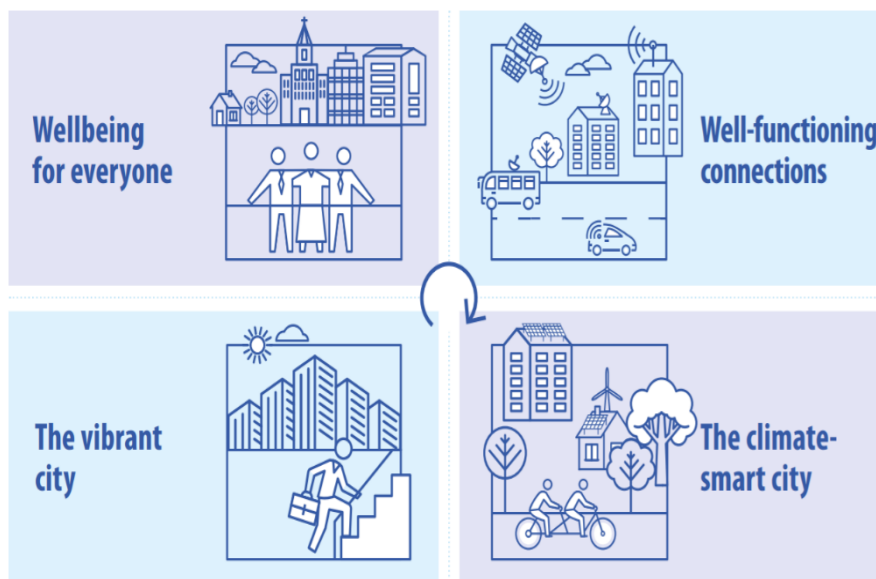 Wellbeing
for everyone
Well-functioning
connections
The vibrant
city
The climate-
smart city